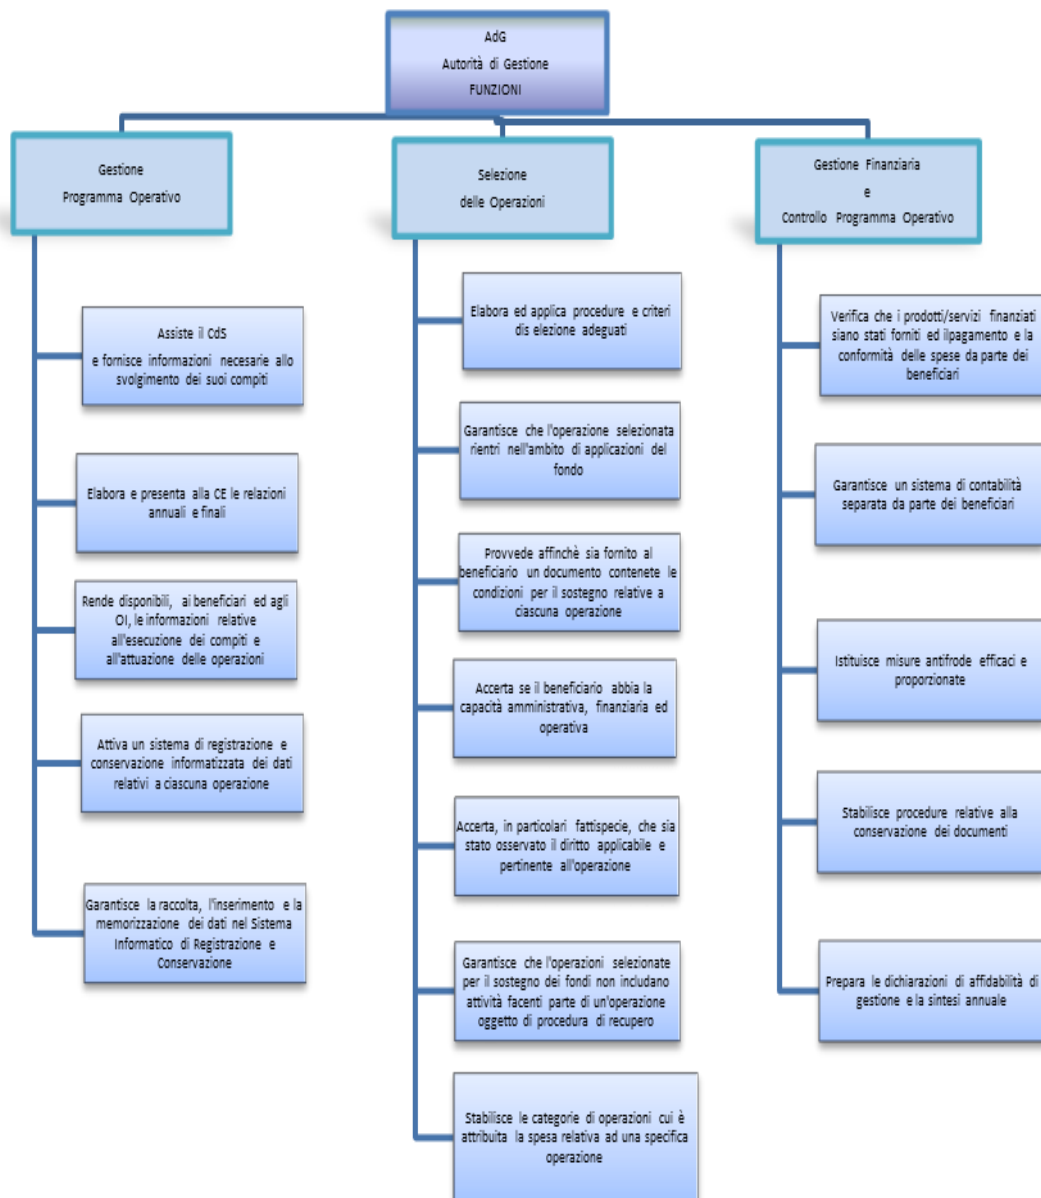 AdG
Autorità di Gestione
FUNZIONI
Gestione
Programma Operativo
Assiste il CdS
e fornisce informazioni necesarie allo
svolgimento dei suoi compiti
Elabora e presenta alla CE le relazioni
annuali e finali
Rende disponibili, ai beneficiari ed agli
OI, le informazioni relative
all'esecuzione dei compiti e
all'attuazione delle operazioni
Attiva un sistema di registrazione e
conservazione informatizzata dei dati
relativi a ciascuna operazione
Garantisce la raccolta, l'inserimento e la
memorizzazione dei dati nel Sistema
Informatico di Registrazione e
Conservazione
Selezione
delle Operazioni
Elabora ed applica procedure e criteri
dis elezione adeguati
Garantisce che l'operazione selezionata
rientri nell'ambito di applicazioni del
fondo
Provvede affinchè sia fornito al
beneficiario un documento contenete le
condizioni per il sostegno relative a
ciascuna operazione
Accerta se il beneficiario abbia la
capacità amministrativa, finanziaria ed
operativa
Accerta, in particolari fattispecie, che sia
stato osservato il diritto applicabile e
pertinente all'operazione
Garantisce che l'operazioni selezionate
per il sostegno dei fondi non includano
attività facenti parte di un'operazione
oggetto di procedura di recupero
Stabilisce le categorie di operazioni cui è
attribuita la spesa relativa ad una specifica
operazione
Gestione Finanziaria
e
Controllo Programma Operativo
Verifica che i prodotti/servizi finanziati
siano stati forniti ed ilpagamento e la
conformità delle spese da parte dei
beneficiari
Garantisce un sistema di contabilità
separata da parte dei beneficiari
Istituisce misure antifrode efficaci e
proporzionate
Stabilisce procedure relative alla
conservazione dei documenti
Prepara le dichiarazioni di affidabilità di
gestione e la sintesi annuale